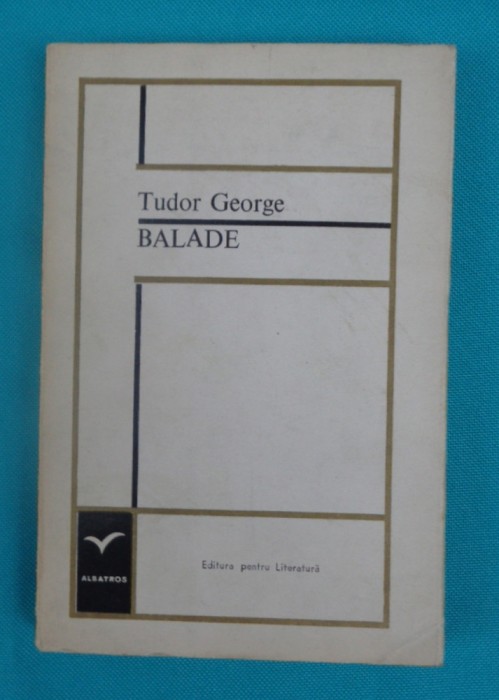 Tudor George
BALADE
Editura pentru Literatură
ALBATROS